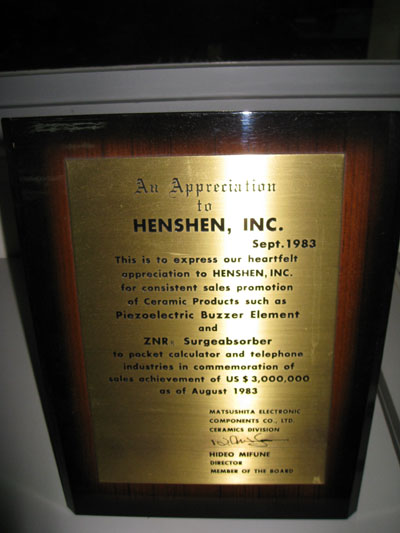 An Appreciation
to
HENSHEN, INC.
Sept.1983
This is to express our heartfelt
appreciation to HENSHEN, INC.
for consistent sales promotion
of Ceramic Products such as
Piezoelectric Buzzer Element
and
ZNR® Surgeabsorber
to pocket calculator and telephone
industries in commemoration of
sales achievement of US $ 3,000,000
as of August 1983
MATSUSHITA ELECTRONIC
COMPONENTS CO., LTD.
CERAMICS DIVISION
HIDEO MIFUNE
DIRECTOR
MEMBER OF THE BOARD